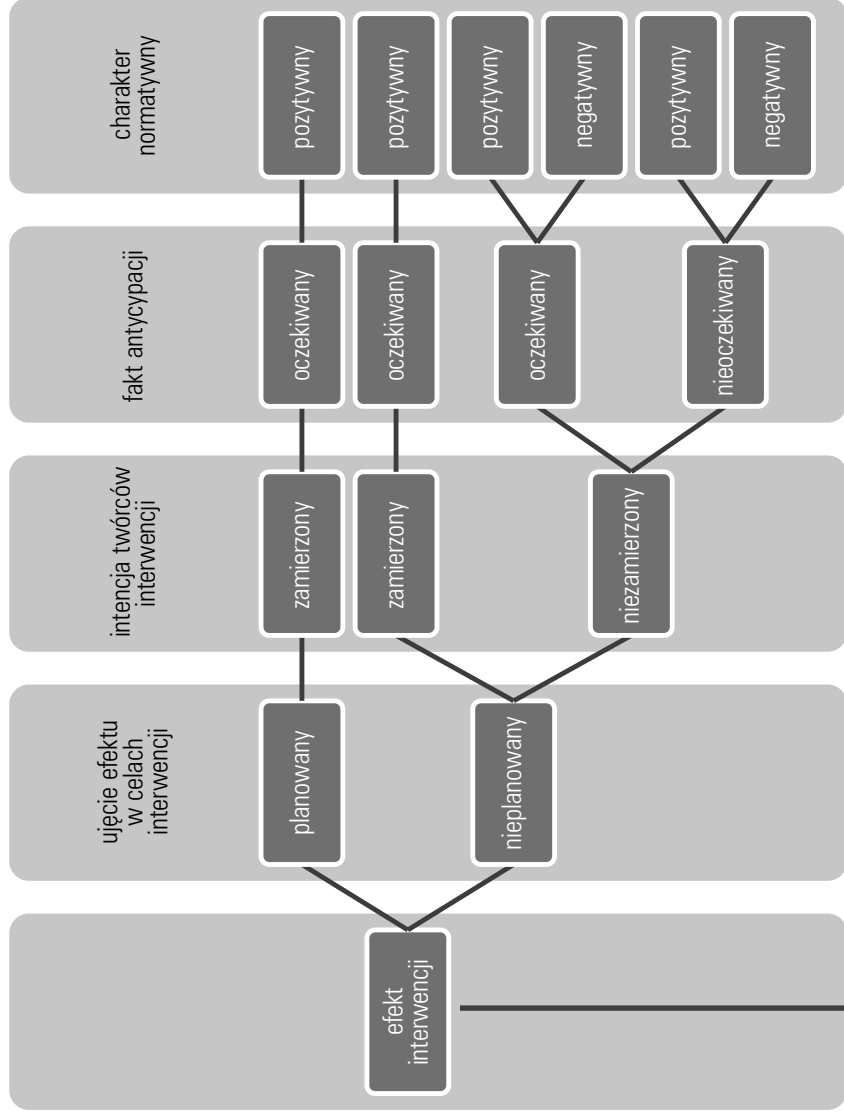 efekt
interwencji
nieplanowany
planowany
ujęcie efektu
w celach
interwencji
niezamierzony
zamierzony
zamierzony
intencja twórców
interwencji
nieoczekiwany
oczekiwany
oczekiwany
oczekiwany
fakt antycypacji
negatywny
pozytywny
negatywny
pozytywny
pozytywny
pozytywny
charakter
normatywny